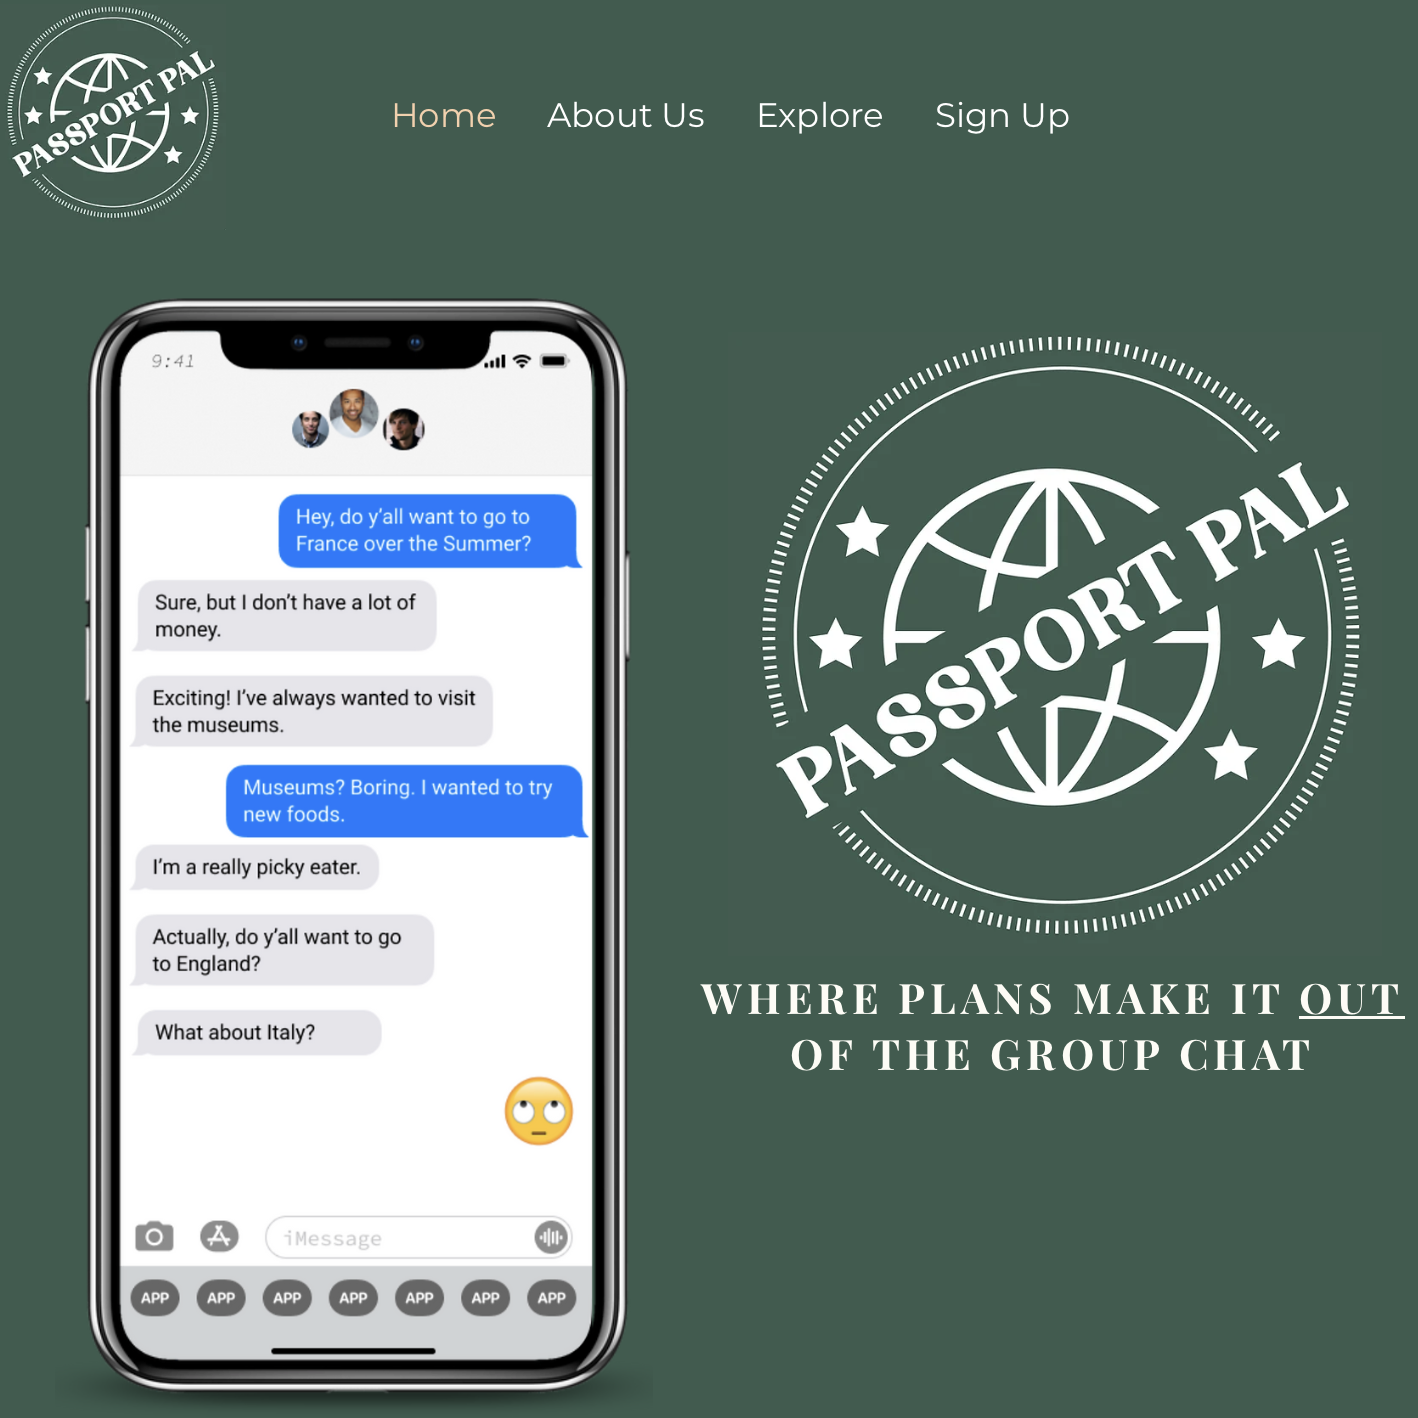 PASSPORT PAL
Home About Us Explore Sign Up
9:41
Hey, do y’all want to go to
France over the Summer?
Sure, but I don’t have a lot of
money.
Exciting! I’ve always wanted to visit
the museums.
Museums? Boring. I wanted to try
new foods.
I’m a really picky eater.
Actually, do y’all want to go
to England?
What about Italy?
iMessage
APP APP APP APP APP APP APP
PASSPORT PAL
WHERE PLANS MAKE IT OUT
OF THE GROUP CHAT